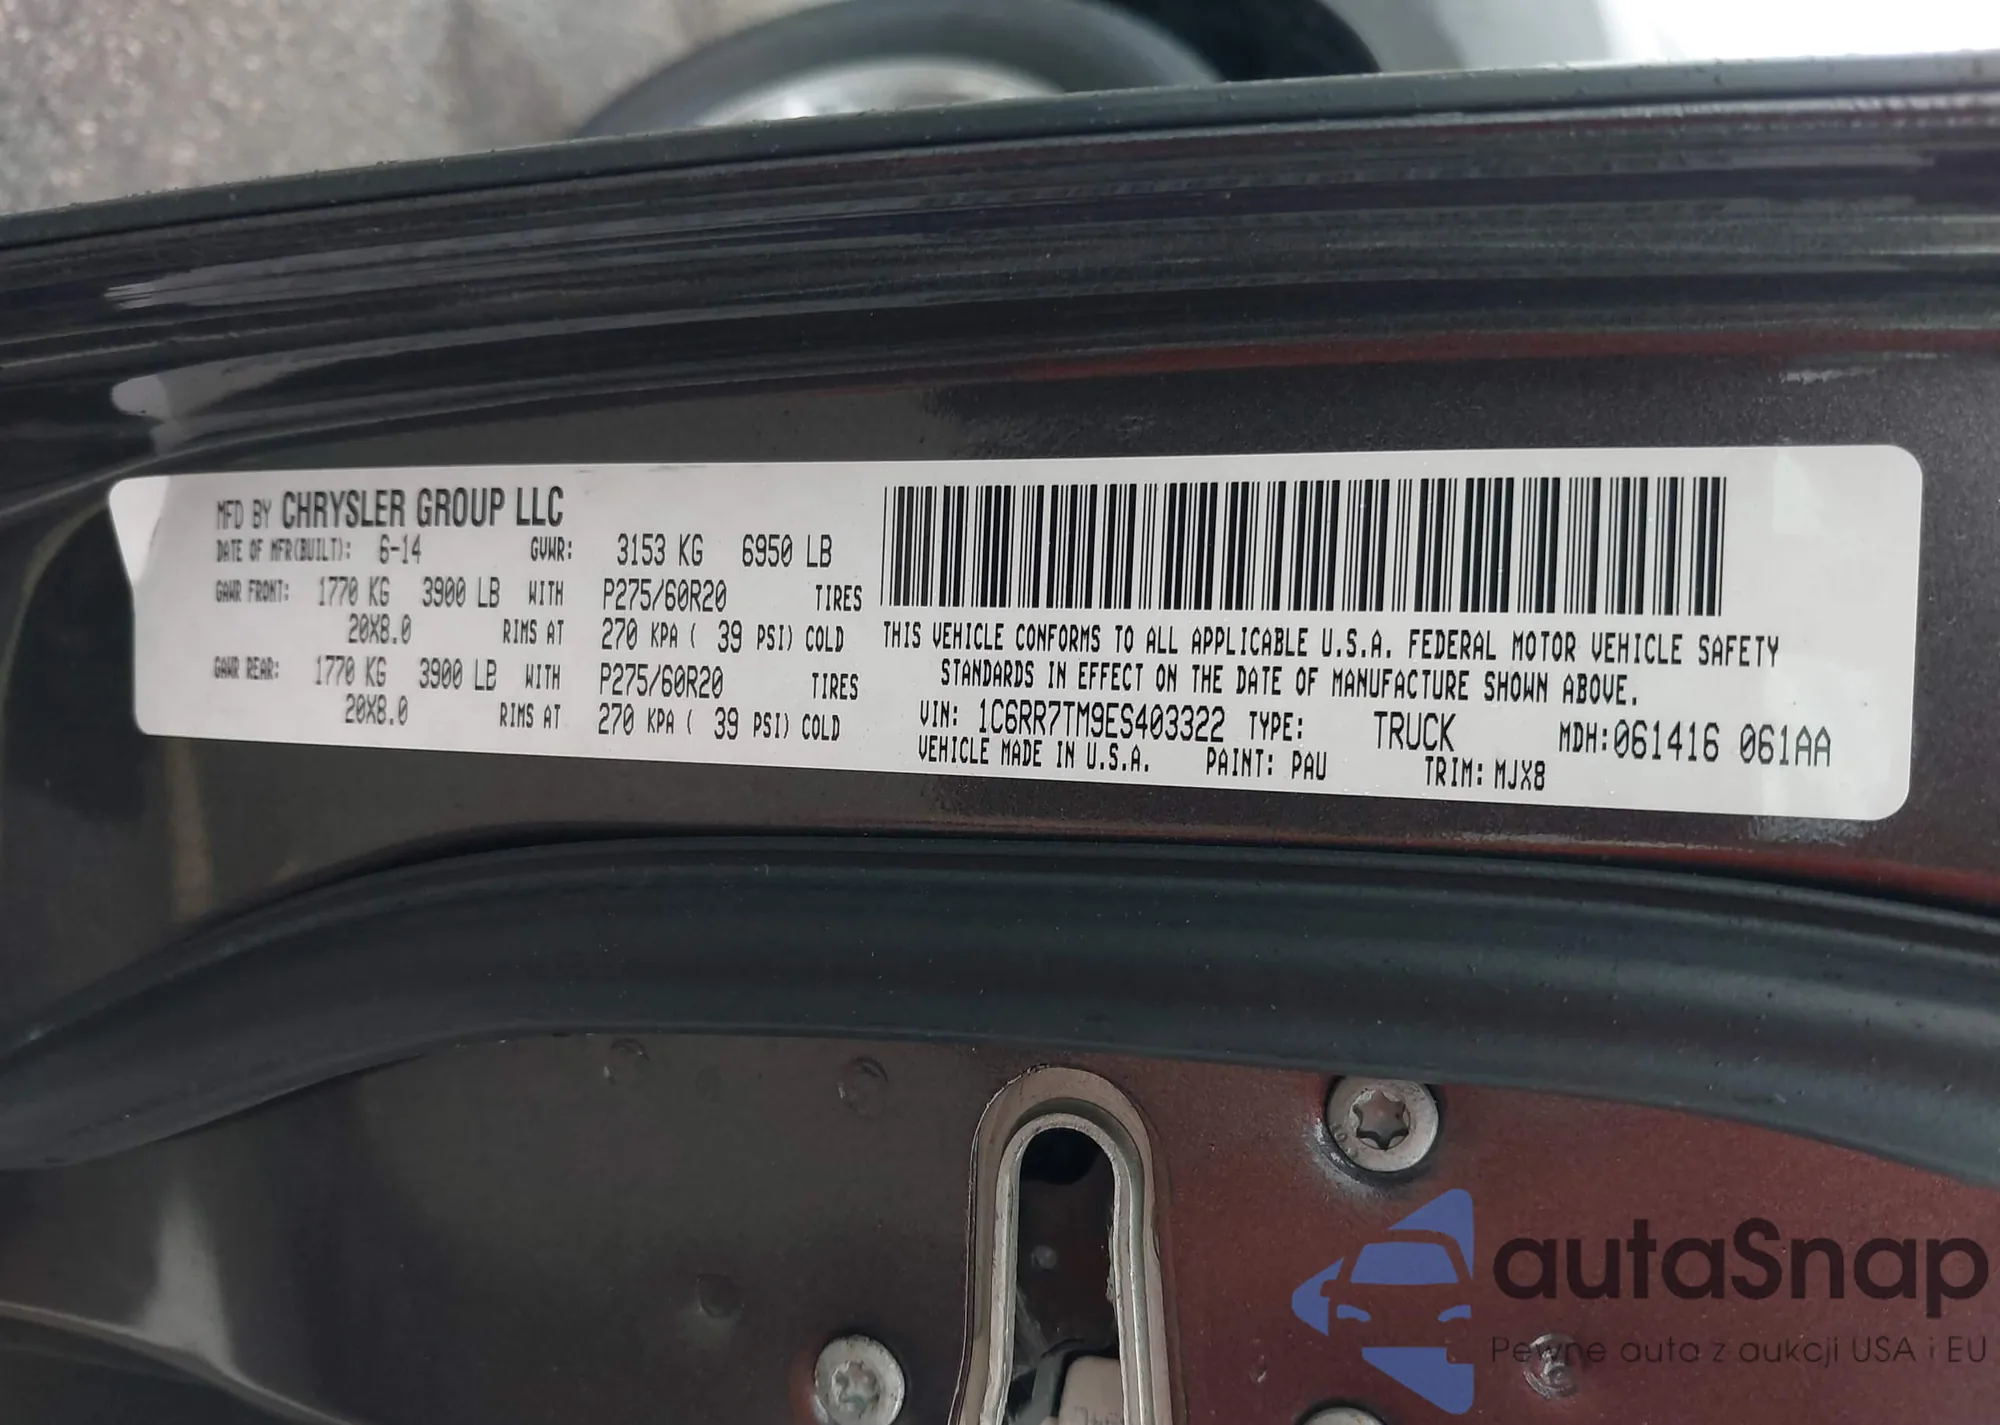 MFD BY CHRYSLER GROUP LLC
DATE OF MFR(BUILT): 6-14 GVWR: 3153 KG 6950 LB
GAWR FRONT: 1770 KG 3900 LB WITH P275/60R20 TIRES
20X8.0 RIMS AT 270 KPA ( 39 PSI) COLD
GAWR REAR: 1770 KG 3900 LB WITH P275/60R20 TIRES
20X8.0 RIMS AT 270 KPA ( 39 PSI) COLD
THIS VEHICLE CONFORMS TO ALL APPLICABLE U.S.A. FEDERAL MOTOR VEHICLE SAFETY
STANDARDS IN EFFECT ON THE DATE OF MANUFACTURE SHOWN ABOVE.
VIN: 1C6RR7TM9ES403322 TYPE: TRUCK MDH:061416 061AA
VEHICLE MADE IN U.S.A. PAINT: PAU TRIM: MJX8
autaSnap
Pewne auta z aukcji USA i EU